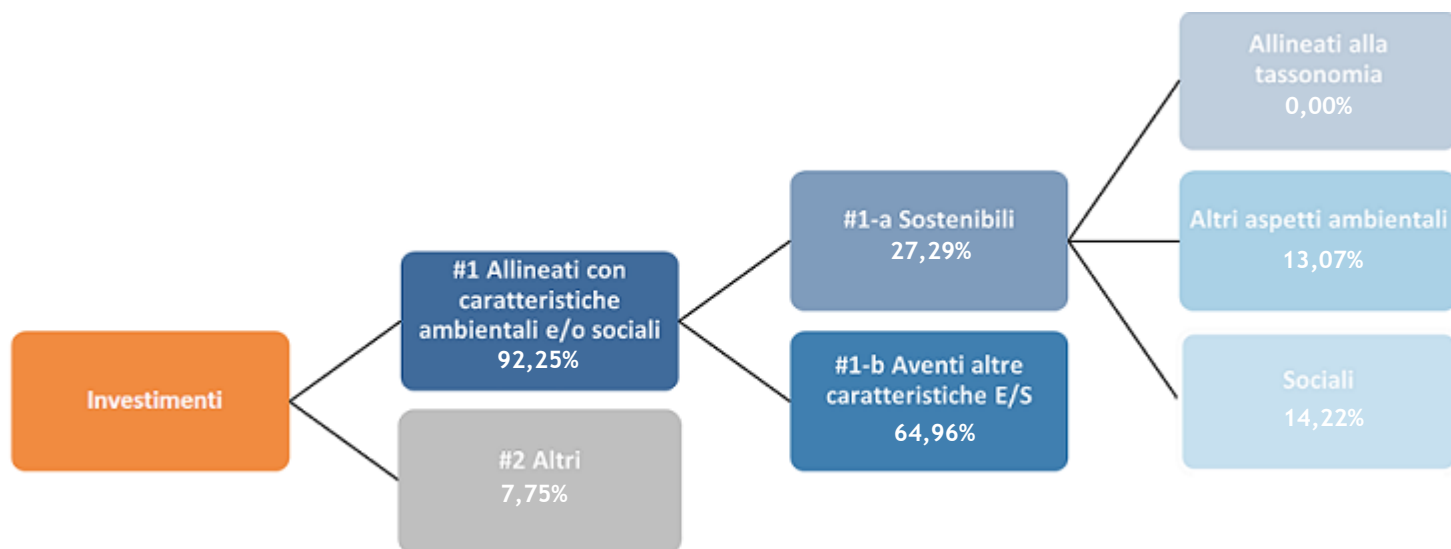 Investimenti
#1 Allineati con
caratteristiche
ambientali e/o sociali
92,25%
#2 Altri
7,75%
#1-a Sostenibili
27,29%
#1-b Aventi altre
caratteristiche E/S
64,96%
Allineati alla
tassonomia
0,00%
Altri aspetti ambientali
13,07%
Sociali
14,22%